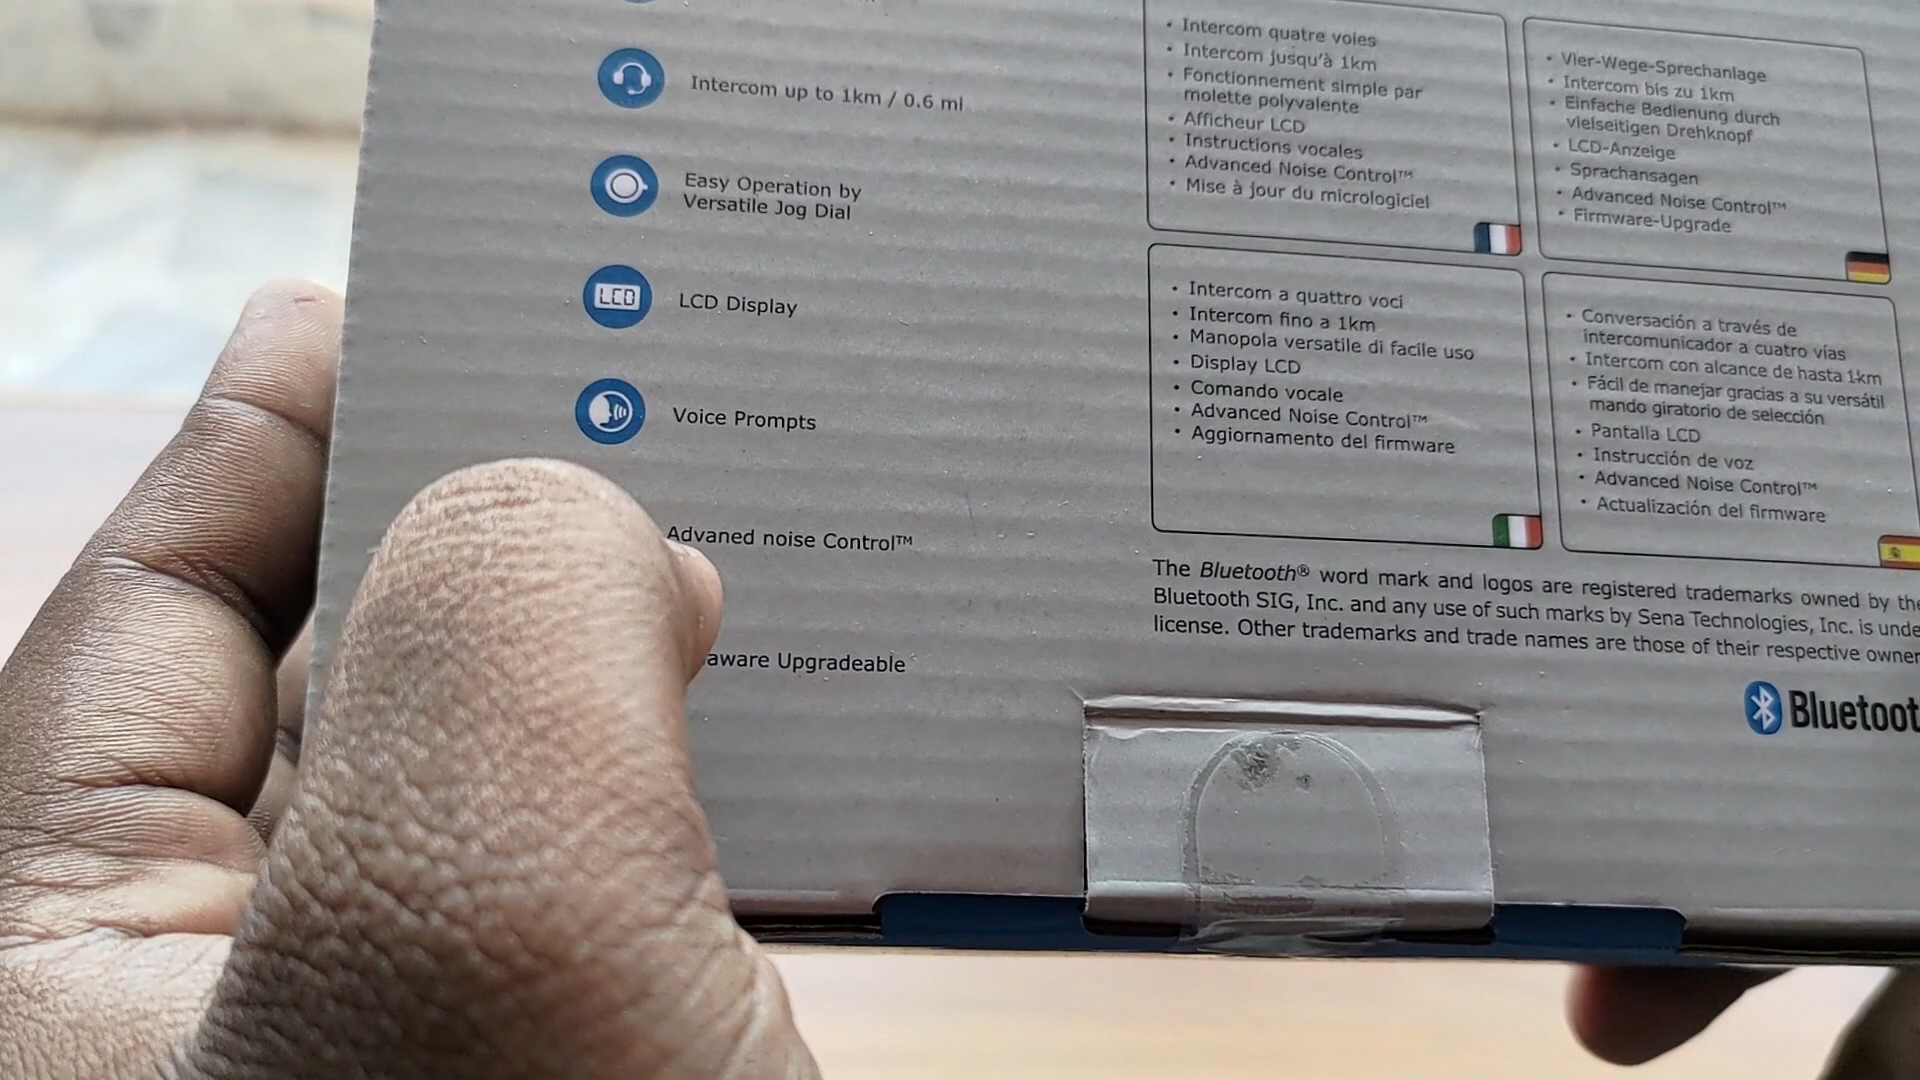 Intercom up to 1km / 0.6 mi
Easy Operation by
Versatile Jog Dial
LCD
LCD Display
Voice Prompts
Advaned noise Control™
aware Upgradeable
• Intercom quatre voies
• Intercom jusqu'à 1km
• Fonctionnement simple par
molette polyvalente
• Afficheur LCD
• Instructions vocales
• Advanced Noise Control™
• Mise à jour du micrologiciel
• Vier-Wege-Sprechanlage
• Intercom bis zu 1km
• Einfache Bedienung durch
vielseitigen Drehknopf
• LCD-Anzeige
• Sprachansagen
• Advanced Noise Control™
• Firmware-Upgrade
• Intercom a quattro voci
• Intercom fino a 1km
• Manopola versatile di facile uso
• Display LCD
• Comando vocale
• Advanced Noise Control™
• Aggiornamento del firmware
• Conversación a través de
intercomunicador a cuatro vías
• Intercom con alcance de hasta 1km
• Fácil de manejar gracias a su versátil
mando giratorio de selección
• Pantalla LCD
• Instrucción de voz
• Advanced Noise Control™
• Actualización del firmware
The Bluetooth® word mark and logos are registered trademarks owned by the
Bluetooth SIG, Inc. and any use of such marks by Sena Technologies, Inc. is unde
license. Other trademarks and trade names are those of their respective owner
Bluetoot